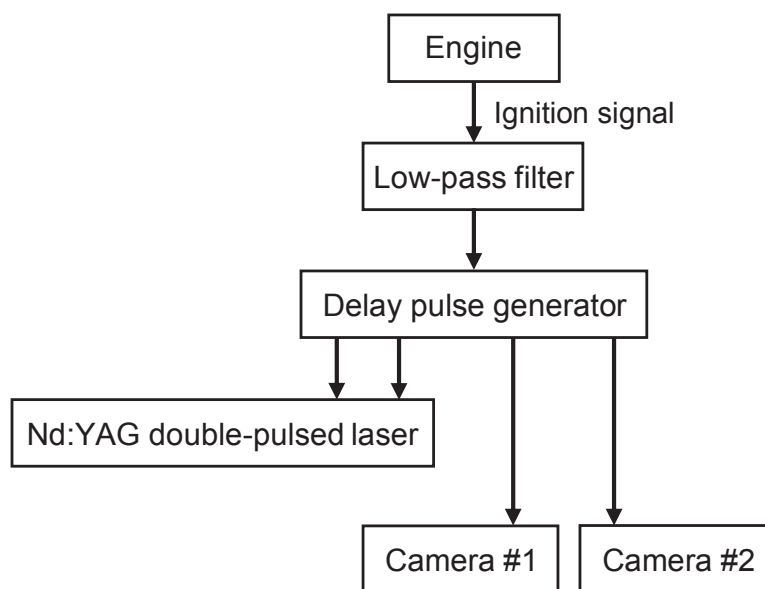 Engine
Ignition signal
Low-pass filter
Delay pulse generator
Nd:YAG double-pulsed laser
Camera #1
Camera #2